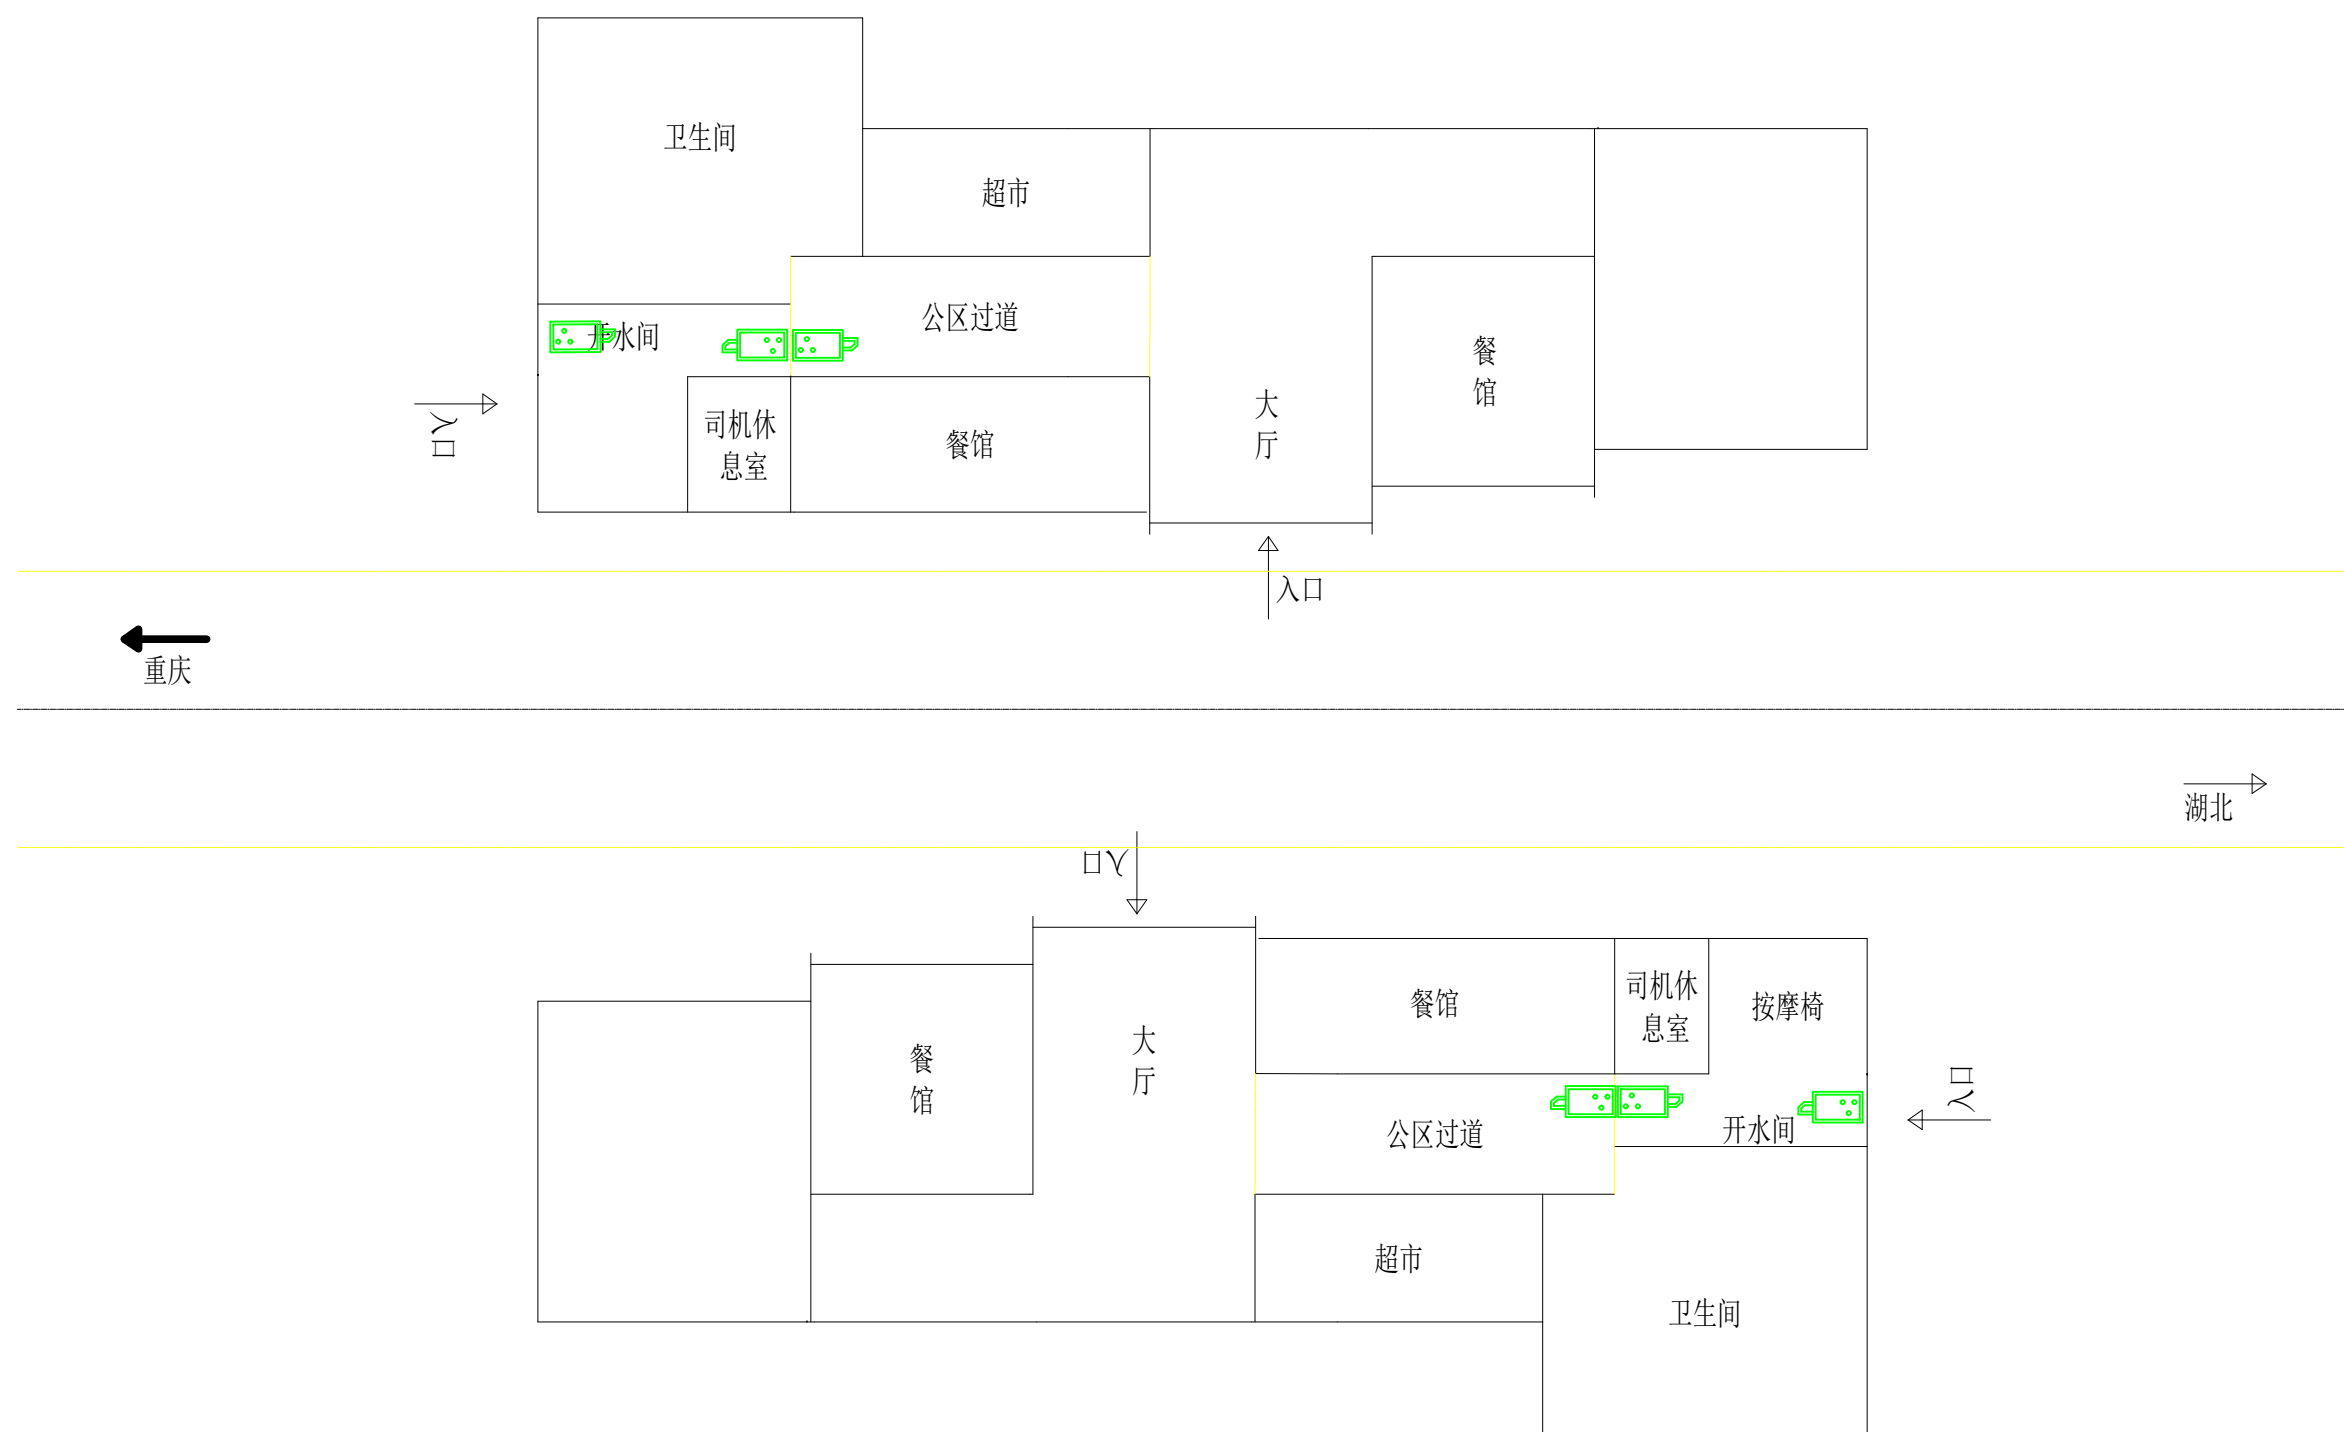 卫生间
超市
公区过道
开水间
餐
馆
大
厅
司机休
息室
餐馆
入口
入口
重庆
湖北
入口
餐馆
司机休
息室
按摩椅
大
厅
餐
馆
入口
开水间
公区过道
超市
卫生间